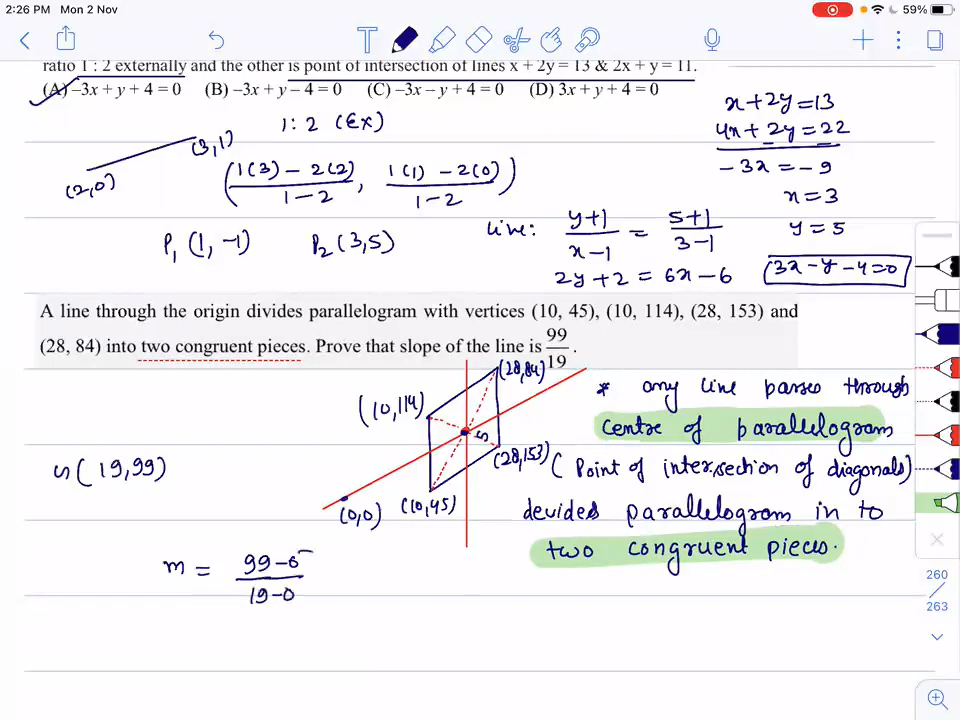 2:26 PM Mon 2 Nov
59%
ratio 1 : 2 externally and the other is point of intersection of lines x + 2y = 13 & 2x + y = 11.
(A) –3x + y + 4 = 0 (B) –3x + y – 4 = 0 (C) –3x – y + 4 = 0 (D) 3x + y + 4 = 0
x + 2y = 13
4x + 2y = 22
-3x = -9
x = 3
y = 5
1 : 2 (Ex)
(2,0) (3,1)
( 1(3) - 2(2) / 1 - 2 , 1(1) - 2(0) / 1 - 2 )
P1 (1, -1) P2 (3,5)
Line: y+1 / x-1 = 5+1 / 3-1
2y + 2 = 6x - 6
3x - y - 4 = 0
A line through the origin divides parallelogram with vertices (10, 45), (10, 114), (28, 153) and
(28, 84) into two congruent pieces. Prove that slope of the line is 99/19.
(28,84)
(10,114)
S
(28,153)
(10,45)
(0,0)
* any line passes through
centre of parallelogram
(Point of intersection of diagonals)
devides parallelogram in to
two congruent pieces.
S (19,99)
m = 99-0 / 19-0
260
263